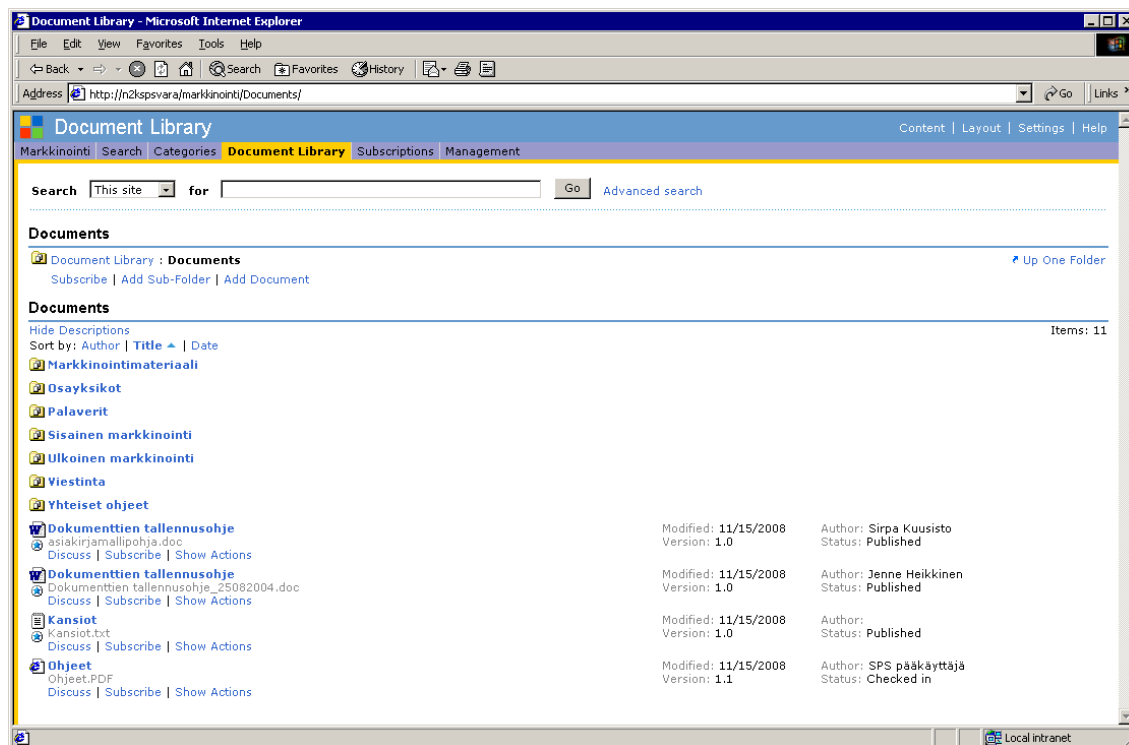 Document Library - Microsoft Internet Explorer
File Edit View Favorites Tools Help
Back Search Favorites History
Address http://n2kspsvara/markkinointi/Documents/ Go Links
Document Library Content | Layout | Settings | Help
Markkinointi Search Categories Document Library Subscriptions Management
Search This site for Go Advanced search
Documents
Document Library : Documents Up One Folder
Subscribe | Add Sub-Folder | Add Document
Documents
Hide Descriptions Items: 11
Sort by: Author | Title | Date
Markkinointimateriaali
Osayksikot
Palaverit
Sisainen markkinointi
Ulkoinen markkinointi
Viestinta
Yhteiset ohjeet
Dokumenttien tallennusohje Modified: 11/15/2008 Author: Sirpa Kuusisto
asiakirjamallipohja.doc Version: 1.0 Status: Published
Discuss | Subscribe | Show Actions
Dokumenttien tallennusohje Modified: 11/15/2008 Author: Jenne Heikkinen
Dokumenttien tallennusohje_25082004.doc Version: 1.0 Status: Published
Discuss | Subscribe | Show Actions
Kansiot Modified: 11/15/2008 Author:
Kansiot.txt Version: 1.0 Status: Published
Discuss | Subscribe | Show Actions
Ohjeet Modified: 11/15/2008 Author: SPS pääkäyttäjä
Ohjeet.PDF Version: 1.1 Status: Checked in
Discuss | Subscribe | Show Actions
Local intranet